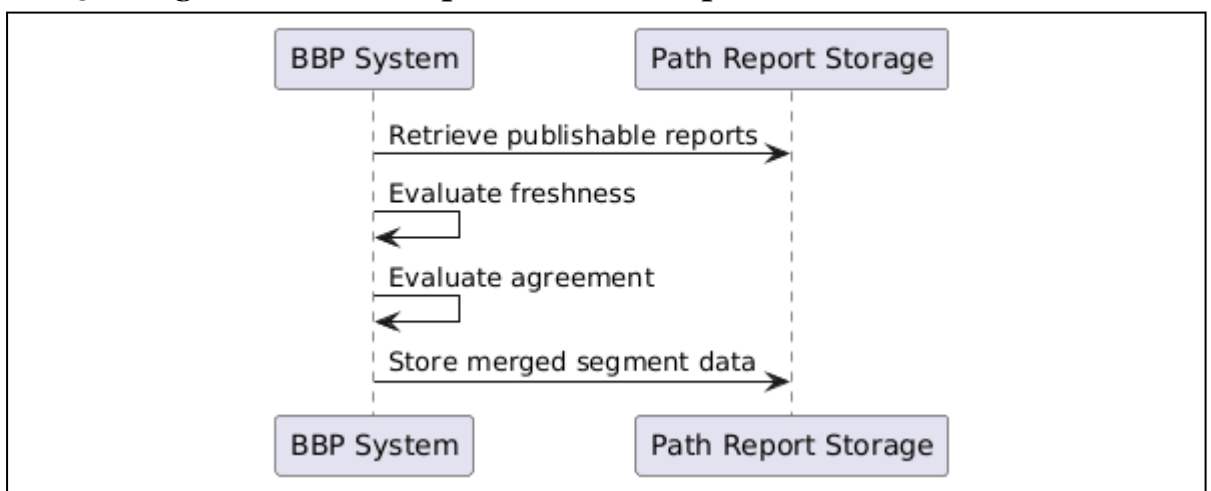 BBP System Path Report Storage
Retrieve publishable reports
Evaluate freshness
Evaluate agreement
Store merged segment data
BBP System Path Report Storage